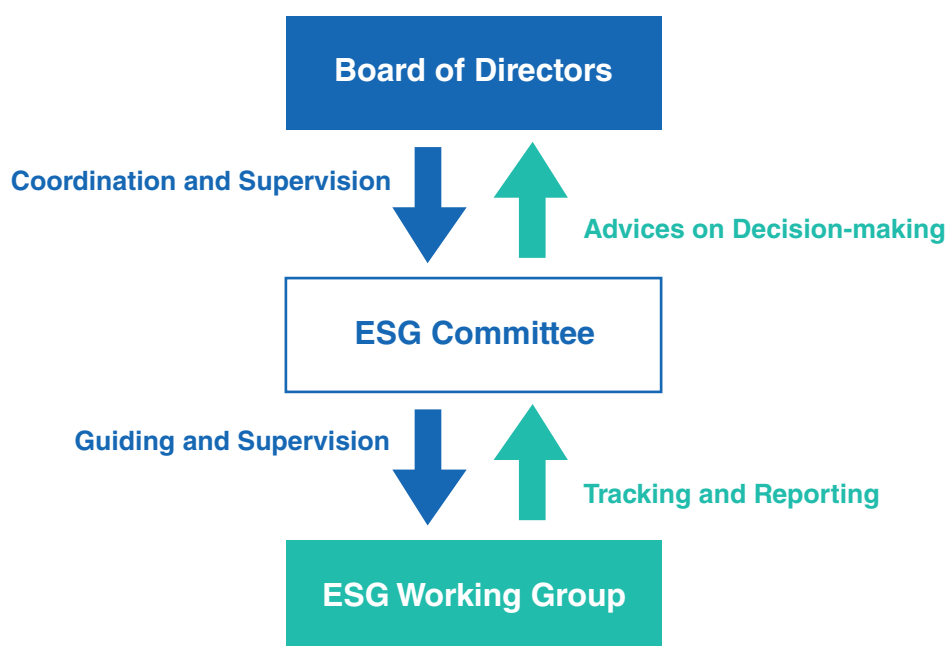 Board of Directors
Coordination and Supervision
Advices on Decision-making
ESG Committee
Guiding and Supervision
Tracking and Reporting
ESG Working Group